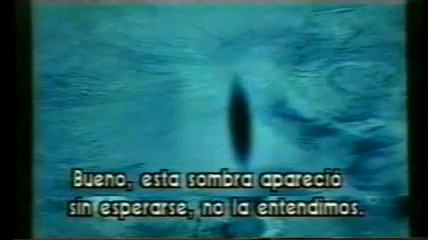 Bueno, esta sombra apareció
sin esperarse, no la entendimos.